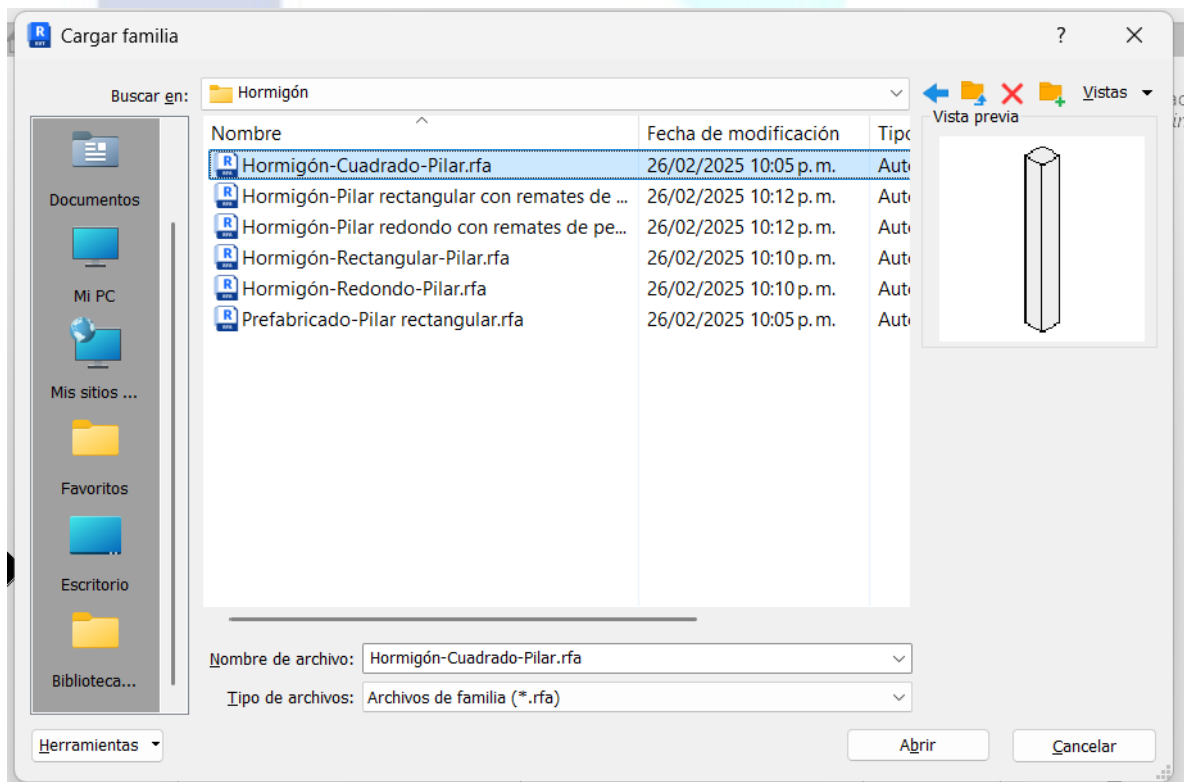 Cargar familia
?
Buscar en:
Hormigón
Vistas
Nombre
Fecha de modificación
Tipo
Vista previa
Hormigón-Cuadrado-Pilar.rfa
26/02/2025 10:05 p. m.
Hormigón-Pilar rectangular con remates de ...
26/02/2025 10:12 p. m.
Hormigón-Pilar redondo con remates de pe...
26/02/2025 10:12 p. m.
Hormigón-Rectangular-Pilar.rfa
26/02/2025 10:10 p. m.
Hormigón-Redondo-Pilar.rfa
26/02/2025 10:10 p. m.
Prefabricado-Pilar rectangular.rfa
26/02/2025 10:05 p. m.
Documentos
Mi PC
Mis sitios ...
Favoritos
Escritorio
Biblioteca...
Nombre de archivo:
Hormigón-Cuadrado-Pilar.rfa
Tipo de archivos:
Archivos de familia (*.rfa)
Herramientas
Abrir
Cancelar